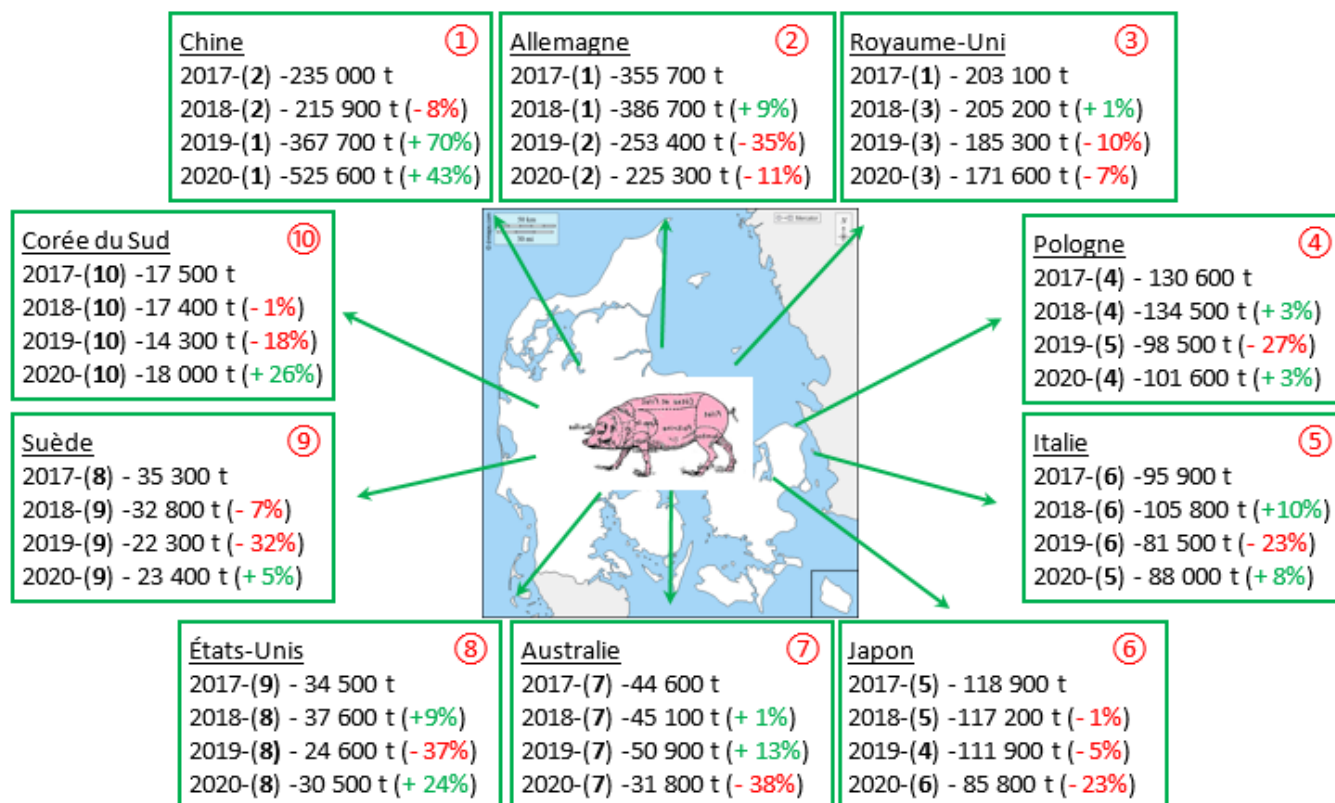 Chine ①
2017-(2) -235 000 t
2018-(2) - 215 900 t (- 8%)
2019-(1) -367 700 t (+ 70%)
2020-(1) -525 600 t (+ 43%)
Allemagne ②
2017-(1) -355 700 t
2018-(1) -386 700 t (+ 9%)
2019-(2) -253 400 t (- 35%)
2020-(2) - 225 300 t (- 11%)
Royaume-Uni ③
2017-(1) - 203 100 t
2018-(3) - 205 200 t (+ 1%)
2019-(3) - 185 300 t (- 10%)
2020-(3) - 171 600 t (- 7%)
Corée du Sud ⑩
2017-(10) -17 500 t
2018-(10) -17 400 t (- 1%)
2019-(10) -14 300 t (- 18%)
2020-(10) -18 000 t (+ 26%)
50 km
30 mi
Mercator
N
Pologne ④
2017-(4) - 130 600 t
2018-(4) -134 500 t (+ 3%)
2019-(5) -98 500 t (- 27%)
2020-(4) -101 600 t (+ 3%)
Suède ⑨
2017-(8) - 35 300 t
2018-(9) -32 800 t (- 7%)
2019-(9) -22 300 t (- 32%)
2020-(9) - 23 400 t (+ 5%)
Italie ⑤
2017-(6) -95 900 t
2018-(6) -105 800 t (+10%)
2019-(6) -81 500 t (- 23%)
2020-(5) - 88 000 t (+ 8%)
États-Unis ⑧
2017-(9) - 34 500 t
2018-(8) - 37 600 t (+9%)
2019-(8) - 24 600 t (- 37%)
2020-(8) -30 500 t (+ 24%)
Australie ⑦
2017-(7) -44 600 t
2018-(7) -45 100 t (+ 1%)
2019-(7) -50 900 t (+ 13%)
2020-(7) -31 800 t (- 38%)
Japon ⑥
2017-(5) - 118 900 t
2018-(5) -117 200 t (- 1%)
2019-(4) -111 900 t (- 5%)
2020-(6) - 85 800 t (- 23%)